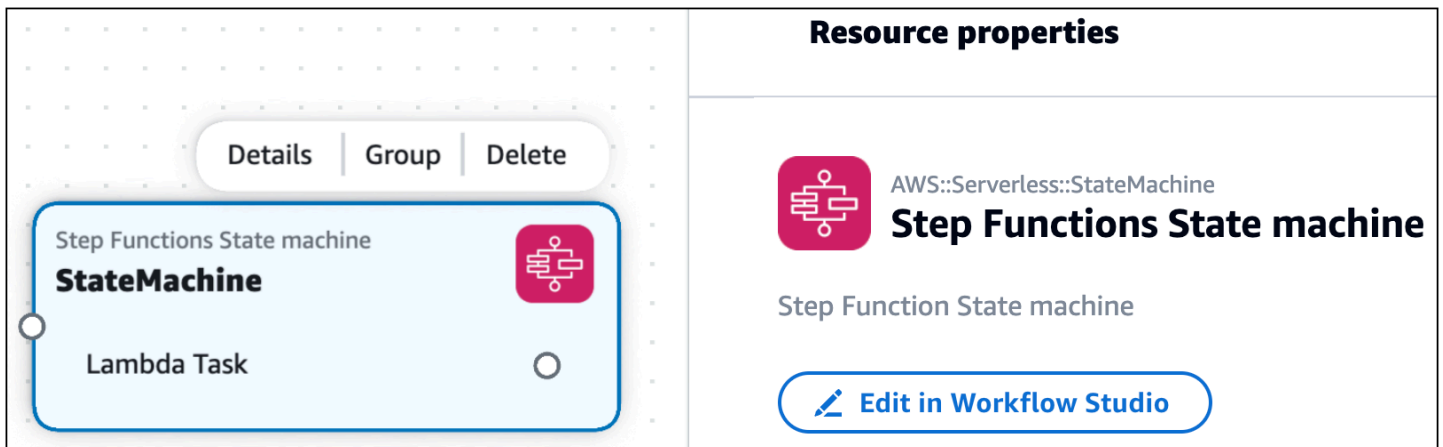 Details
Group
Delete
Step Functions State machine
StateMachine
Lambda Task
Resource properties
AWS::Serverless::StateMachine
Step Functions State machine
Step Function State machine
Edit in Workflow Studio